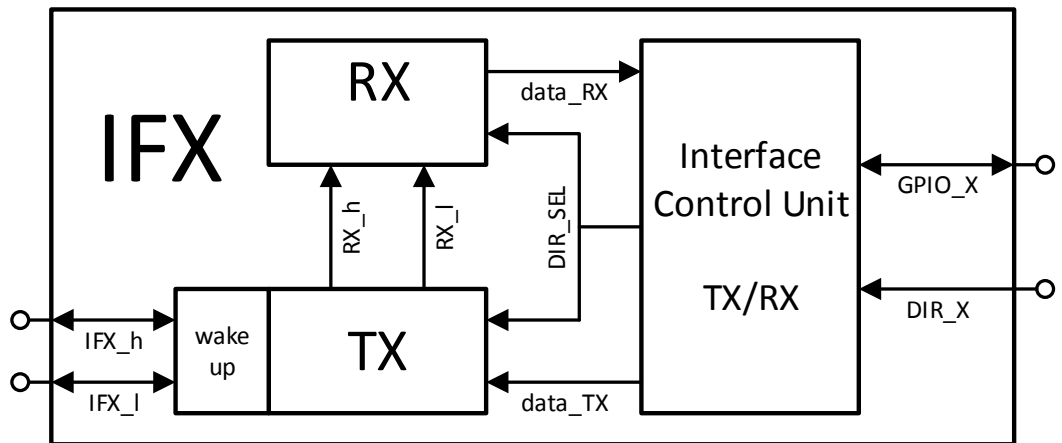 RX
data_RX
IFX
Interface
Control Unit
TX/RX
GPIO_X
RX_h
RX_l
DIR_SEL
DIR_X
IFX_h
IFX_l
wake
up
TX
data_TX